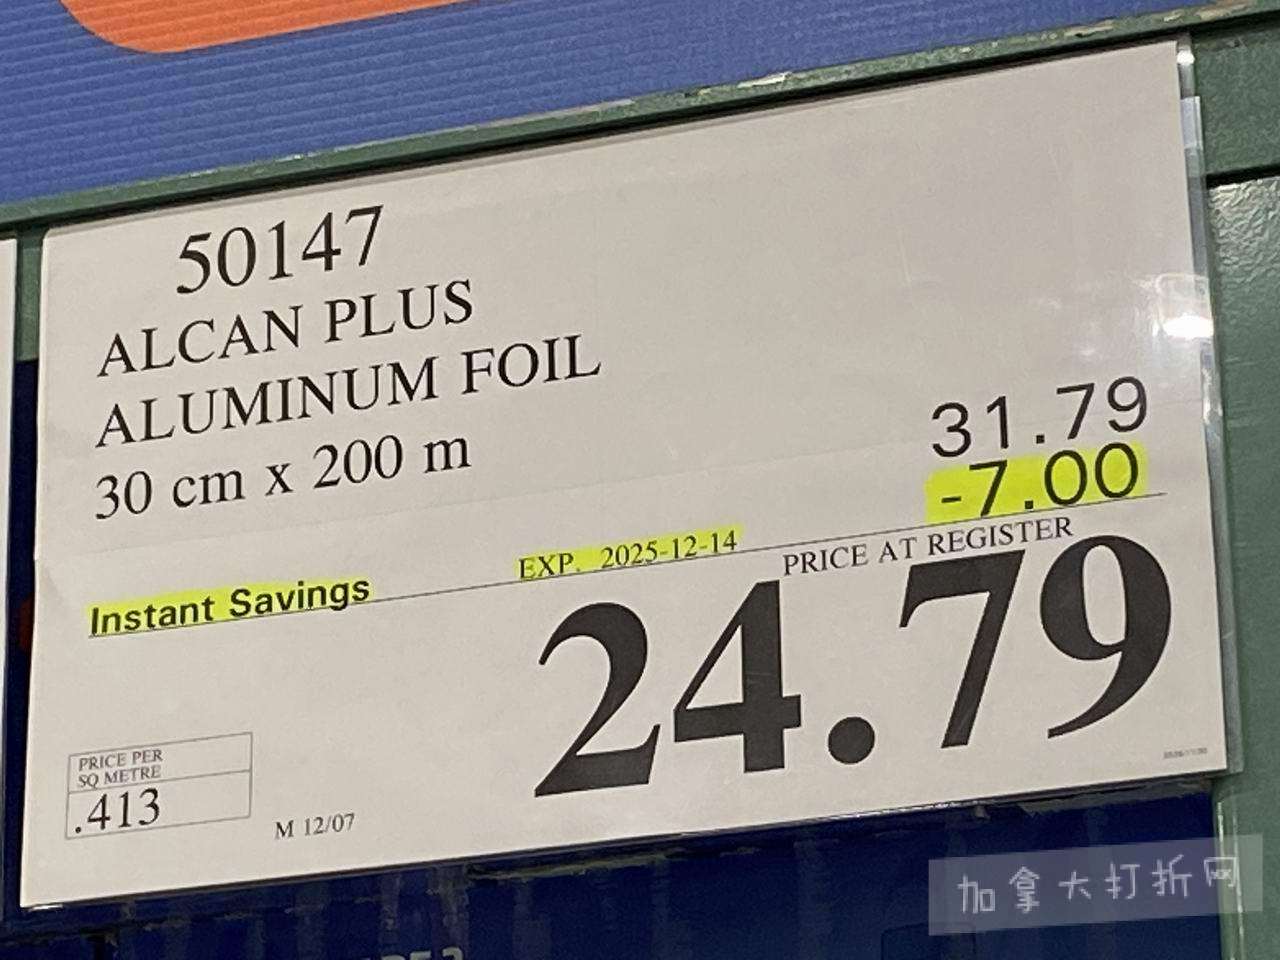 50147
ALCAN PLUS
ALUMINUM FOIL
30 cm x 200 m
31.79
-7.00
EXP. 2025-12-14
PRICE AT REGISTER
Instant Savings
24.79
PRICE PER
SQ METRE
.413
M 12/07
加拿大打折网